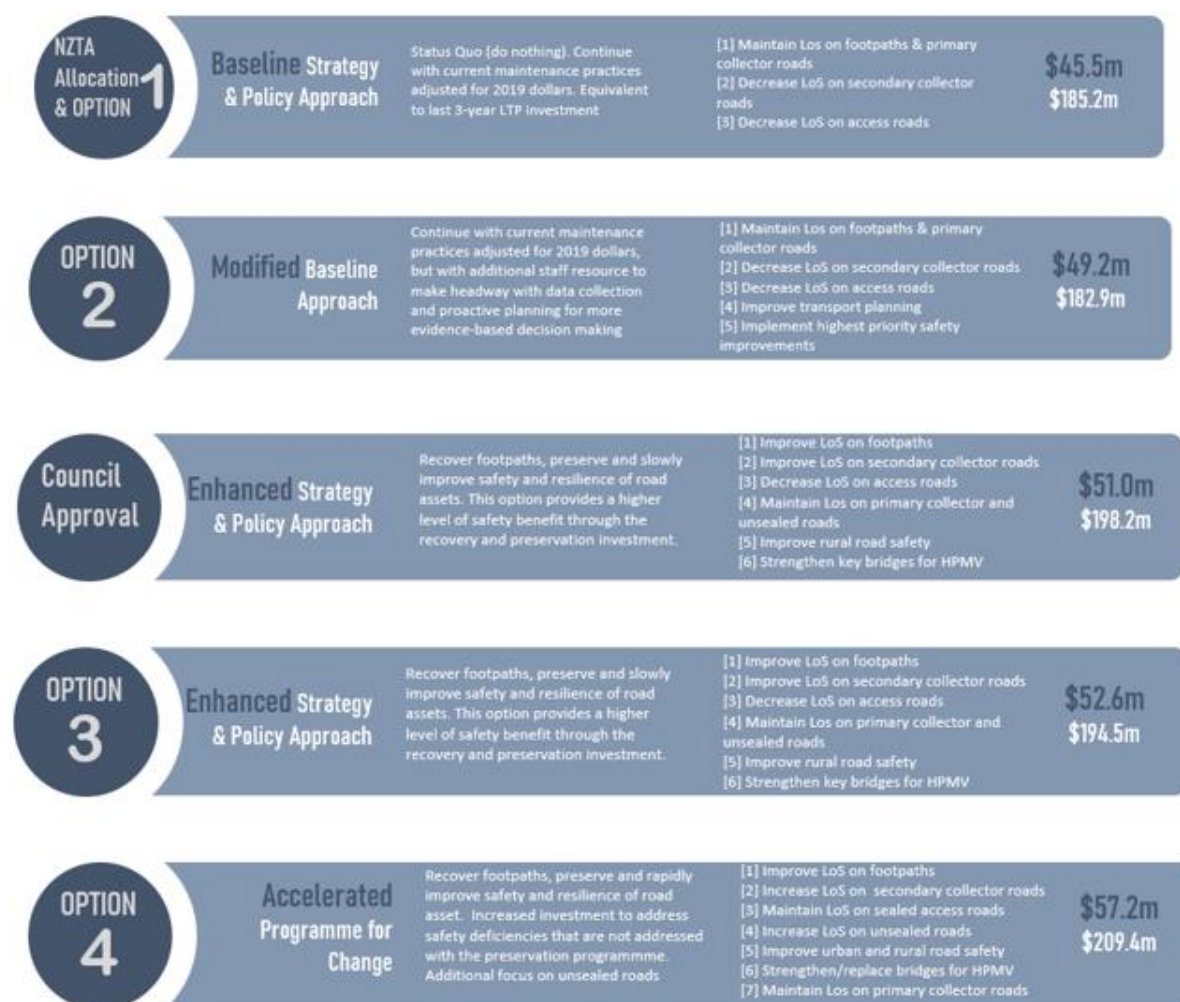 NZTA
Allocation
& OPTION
1
Baseline Strategy
& Policy Approach
Status Quo (do nothing). Continue
with current maintenance practices
adjusted for 2019 dollars. Equivalent
to last 3-year LTP investment
[1] Maintain Los on footpaths & primary
collector roads
[2] Decrease LoS on secondary collector
roads
[3] Decrease LoS on access roads
$45.5m
$185.2m
OPTION
2
Modified Baseline
Approach
Continue with current maintenance
practices adjusted for 2019 dollars,
but with additional staff resource to
make headway with data collection
and proactive planning for more
evidence-based decision making
[1] Maintain Los on footpaths & primary
collector roads
[2] Decrease LoS on secondary collector roads
[3] Decrease LoS on access roads
[4] Improve transport planning
[5] Implement highest priority safety
improvements
$49.2m
$182.9m
Council
Approval
Enhanced Strategy
& Policy Approach
Recover footpaths, preserve and slowly
improve safety and resilience of road
assets. This option provides a higher
level of safety benefit through the
recovery and preservation investment.
[1] Improve LoS on footpaths
[2] Improve LoS on secondary collector roads
[3] Decrease LoS on access roads
[4] Maintain Los on primary collector and
unsealed roads
[5] Improve rural road safety
[6] Strengthen key bridges for HPMV
$51.0m
$198.2m
OPTION
3
Enhanced Strategy
& Policy Approach
Recover footpaths, preserve and slowly
improve safety and resilience of road
assets. This option provides a higher
level of safety benefit through the
recovery and preservation investment.
[1] Improve LoS on footpaths
[2] Improve LoS on secondary collector roads
[3] Decrease LoS on access roads
[4] Maintain Los on primary collector and
unsealed roads
[5] Improve rural road safety
[6] Strengthen key bridges for HPMV
$52.6m
$194.5m
OPTION
4
Accelerated
Programme for
Change
Recover footpaths, preserve and rapidly
improve safety and resilience of road
asset. Increased investment to address
safety deficiencies that are not addressed
with the preservation programmme.
Additional focus on unsealed roads
[1] Improve LoS on footpaths
[2] Increase LoS on secondary collector roads
[3] Maintain LoS on sealed access roads
[4] Increase LoS on unsealed roads
[5] Improve urban and rural road safety
[6] Strengthen/replace bridges for HPMV
[7] Maintain Los on primary collector roads
$57.2m
$209.4m